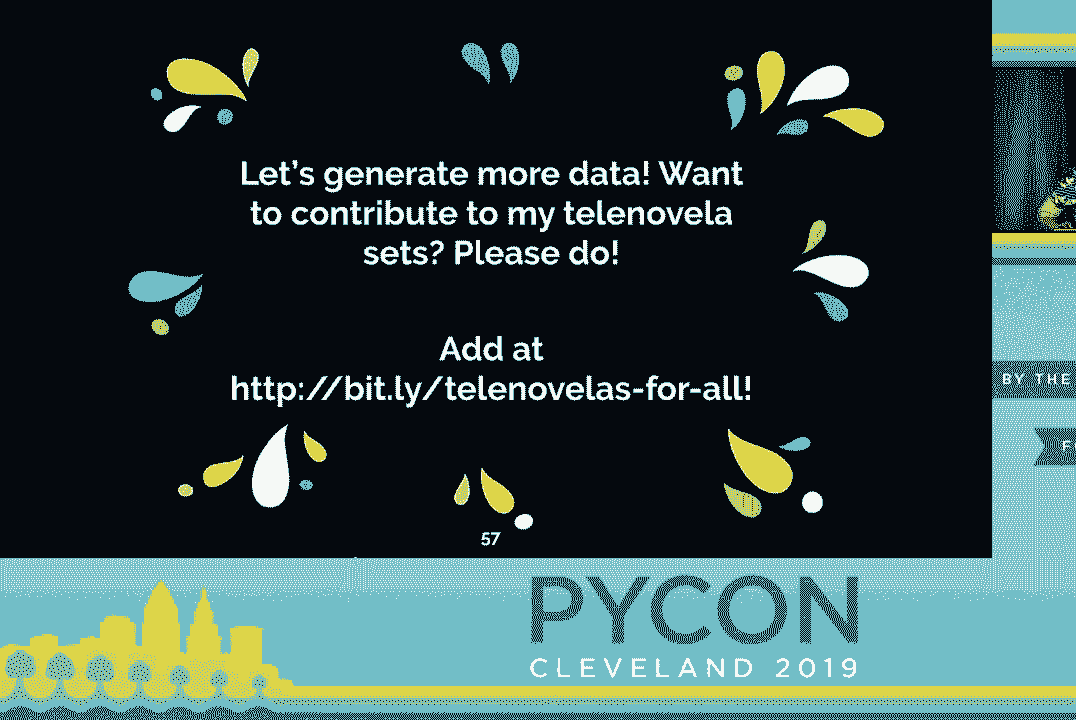 Let's generate more data! Want
to contribute to my telenovela
sets? Please do!
Add at
http://bit.ly/telenovelas-for-all!
57
BY THE
PYCON
CLEVELAND 2019